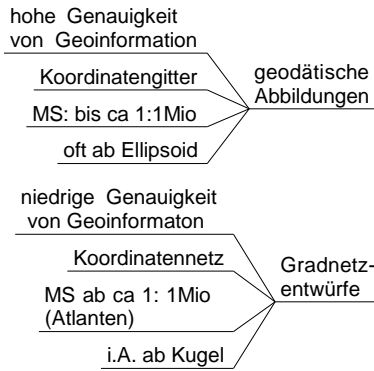 hohe Genauigkeit
von Geoinformation
Koordinatengitter
MS: bis ca 1:1Mio
oft ab Ellipsoid
geodätische
Abbildungen
niedrige Genauigkeit
von Geoinformaton
Koordinatennetz
MS ab ca 1: 1Mio
(Atlanten)
i.A. ab Kugel
Gradnetz-
entwürfe